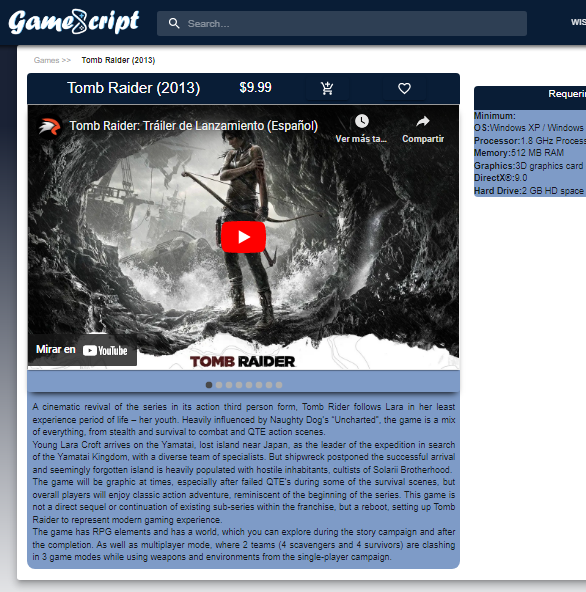 GameScript
Search...
WIS
Games >> Tomb Raider (2013)
Tomb Raider (2013) $9.99
Tomb Raider: Tráiler de Lanzamiento (Español)
Ver más ta... Compartir
Mirar en YouTube
TOMB RAIDER
A cinematic revival of the series in its action third person form, Tomb Rider follows Lara in her least
experience period of life – her youth. Heavily influenced by Naughty Dog's "Uncharted", the game is a mix
of everything, from stealth and survival to combat and QTE action scenes.
Young Lara Croft arrives on the Yamatai, lost island near Japan, as the leader of the expedition in search
of the Yamatai Kingdom, with a diverse team of specialists. But shipwreck postponed the successful arrival
and seemingly forgotten island is heavily populated with hostile inhabitants, cultists of Solarii Brotherhood.
The game will be graphic at times, especially after failed QTE's during some of the survival scenes, but
overall players will enjoy classic action adventure, reminiscent of the beginning of the series. This game is
not a direct sequel or continuation of existing sub-series within the franchise, but a reboot, setting up Tomb
Raider to represent modern gaming experience.
The game has RPG elements and has a world, which you can explore during the story campaign and after
the completion. As well as multiplayer mode, where 2 teams (4 scavengers and 4 survivors) are clashing
in 3 game modes while using weapons and environments from the single-player campaign.
Requerin
Minimum:
OS:Windows XP / Windows
Processor:1.8 GHz Process
Memory:512 MB RAM
Graphics:3D graphics card
DirectX®:9.0
Hard Drive:2 GB HD space